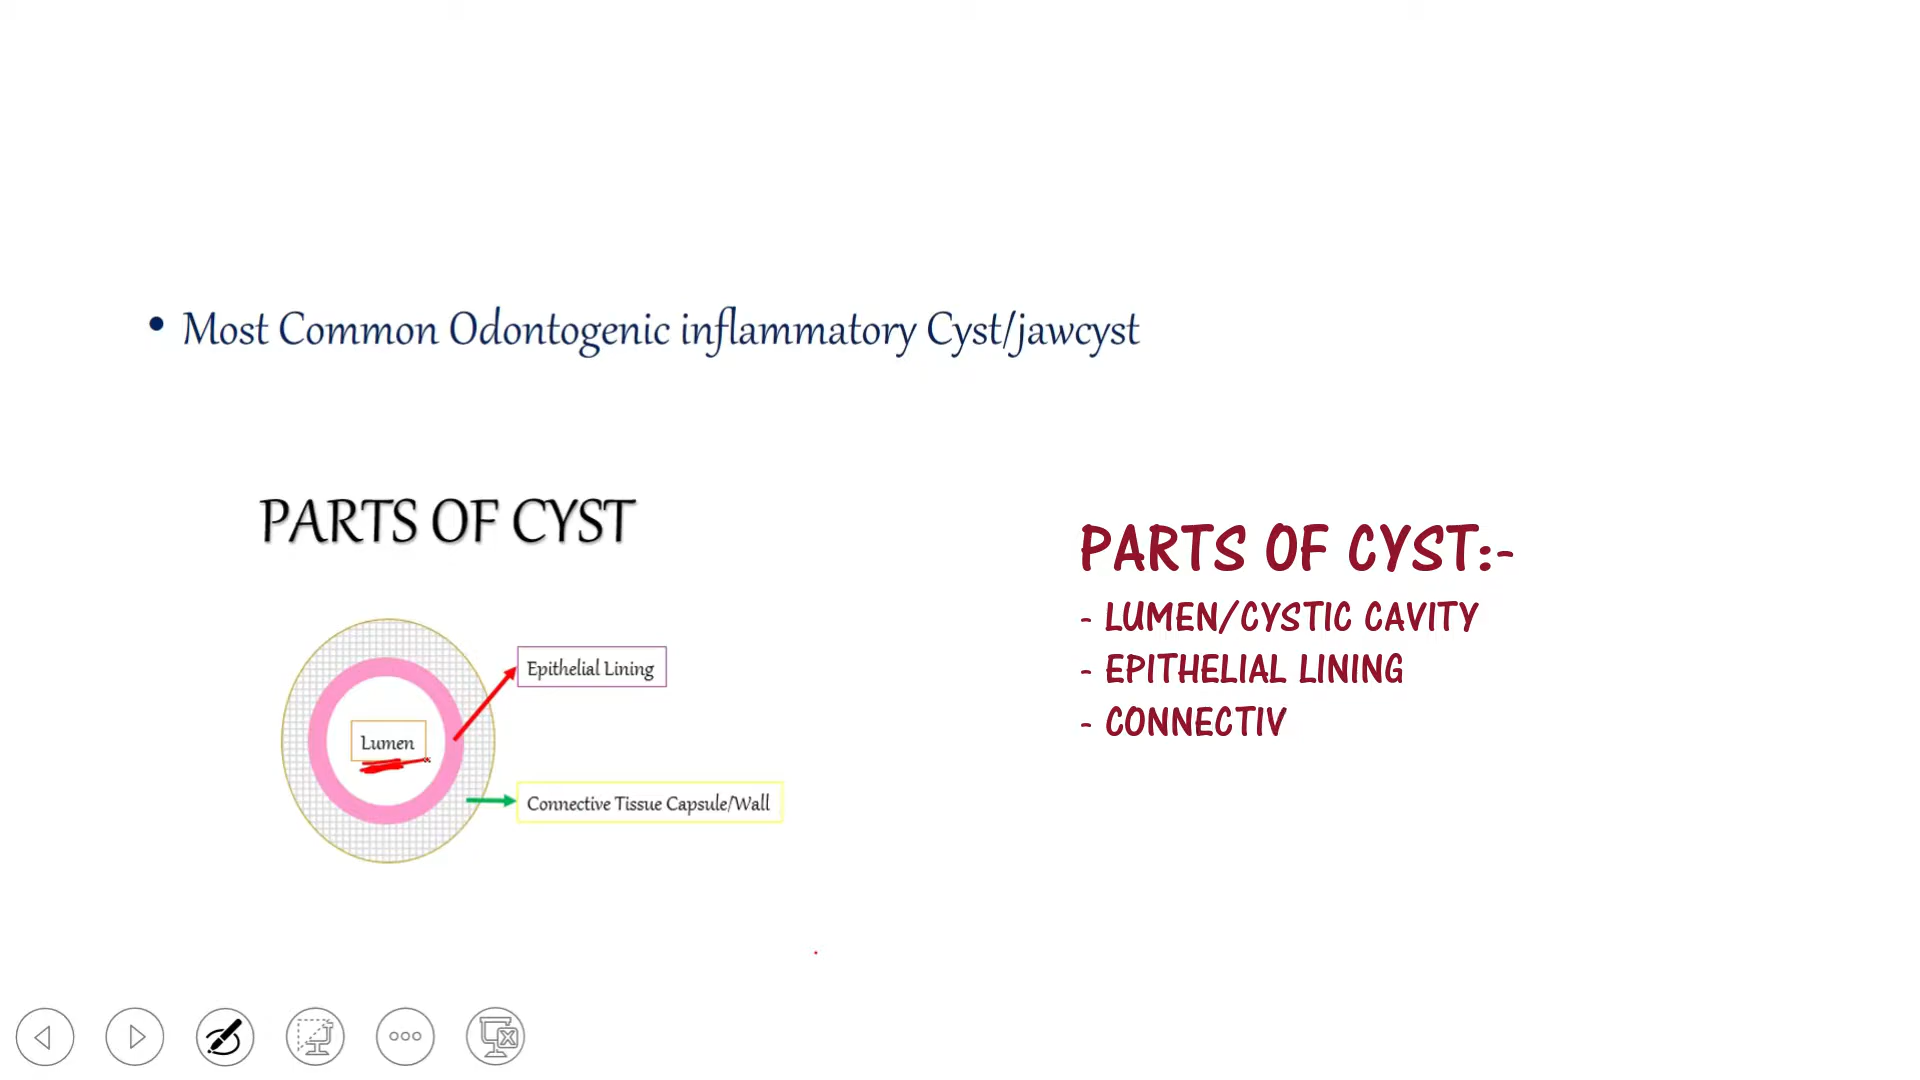 • Most Common Odontogenic inflammatory Cyst/jawcyst
PARTS OF CYST
Epithelial Lining
Lumen
Connective Tissue Capsule/Wall
PARTS OF CYST:-
- LUMEN/CYSTIC CAVITY
- EPITHELIAL LINING
- CONNECTIV